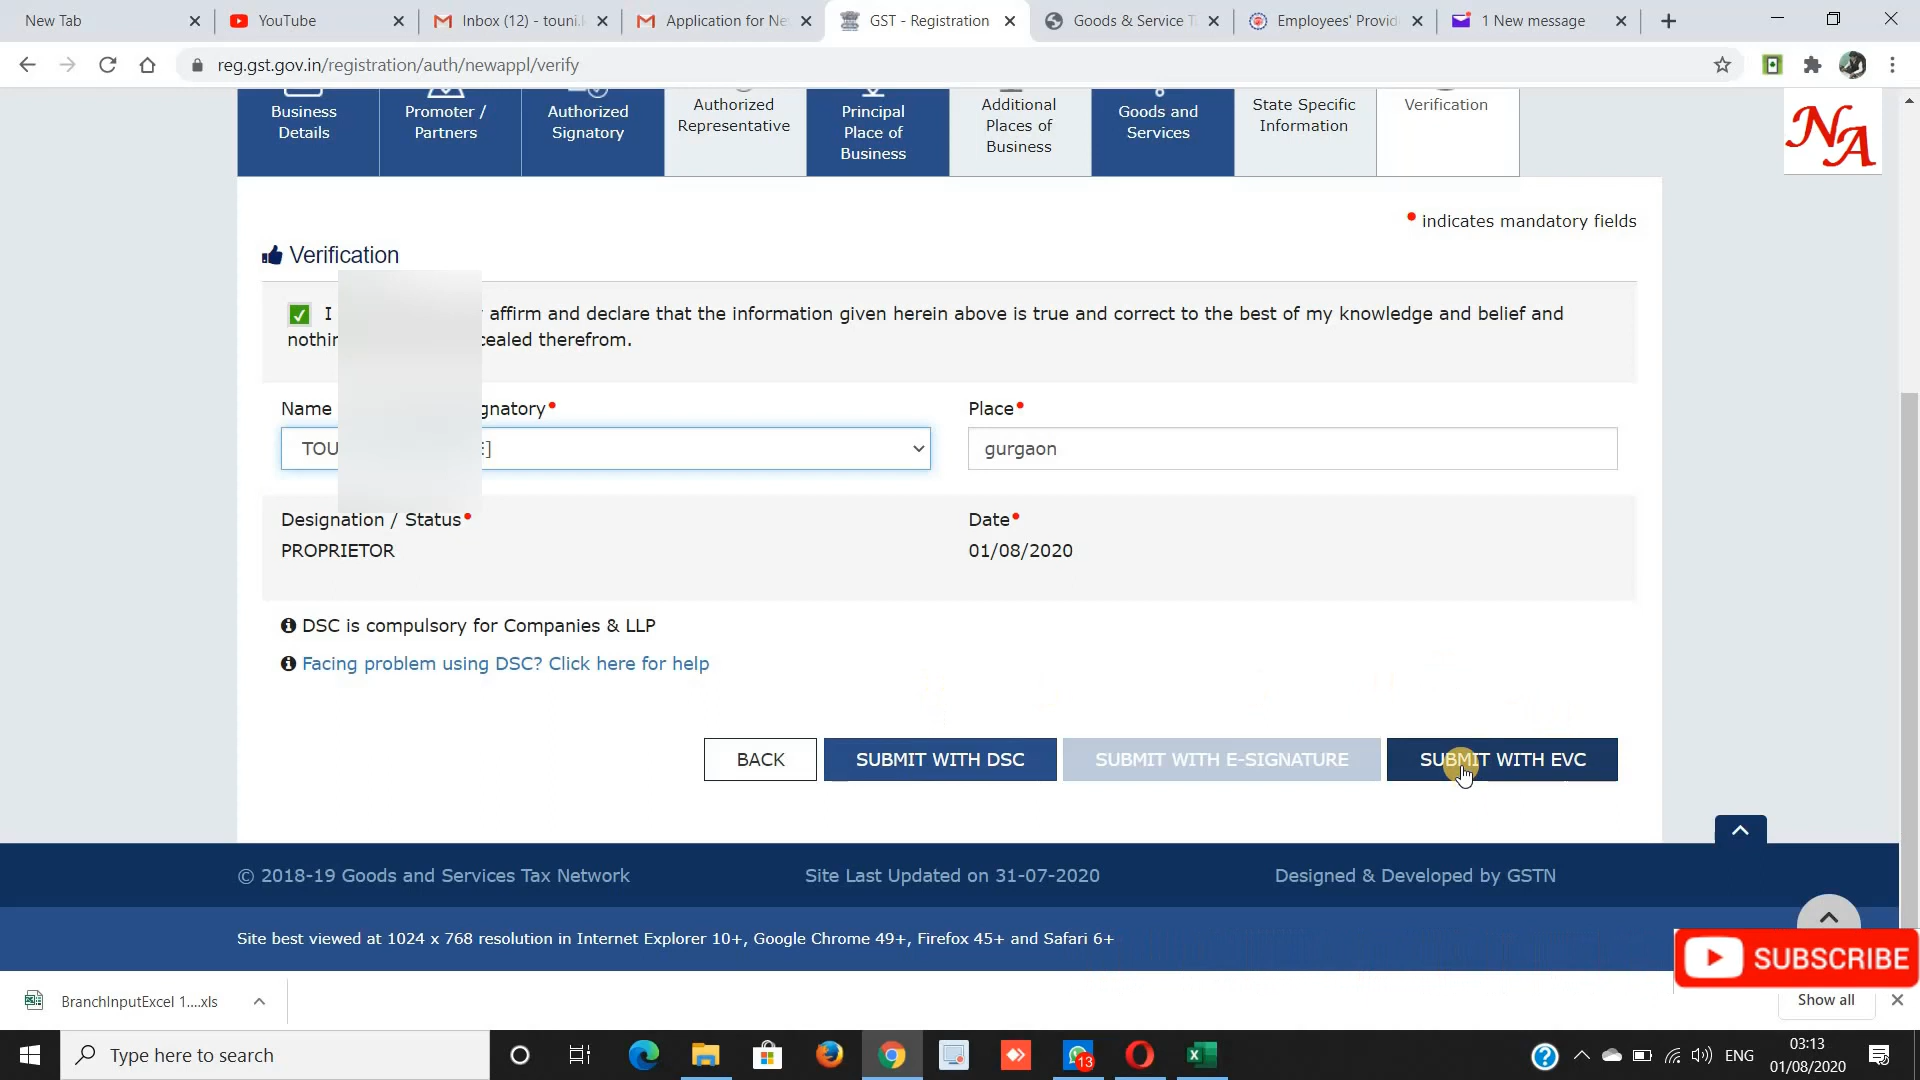 New Tab
YouTube
Inbox (12) - touni.
Application for Ne
GST - Registration
Goods & Service T
Employees' Provid
1 New message
reg.gst.gov.in/registration/auth/newappl/verify
Business Details
Promoter / Partners
Authorized Signatory
Authorized Representative
Principal Place of Business
Additional Places of Business
Goods and Services
State Specific Information
Verification
NA
• indicates mandatory fields
Verification
I affirm and declare that the information given herein above is true and correct to the best of my knowledge and belief and
nothin cealed therefrom.
Name gnatory•
Place•
TOU E]
gurgaon
Designation / Status•
Date•
PROPRIETOR
01/08/2020
DSC is compulsory for Companies & LLP
Facing problem using DSC? Click here for help
BACK
SUBMIT WITH DSC
SUBMIT WITH E-SIGNATURE
SUBMIT WITH EVC
© 2018-19 Goods and Services Tax Network
Site Last Updated on 31-07-2020
Designed & Developed by GSTN
Site best viewed at 1024 x 768 resolution in Internet Explorer 10+, Google Chrome 49+, Firefox 45+ and Safari 6+
SUBSCRIBE
BranchInputExcel 1....xls
Show all
Type here to search
13
ENG
03:13
01/08/2020